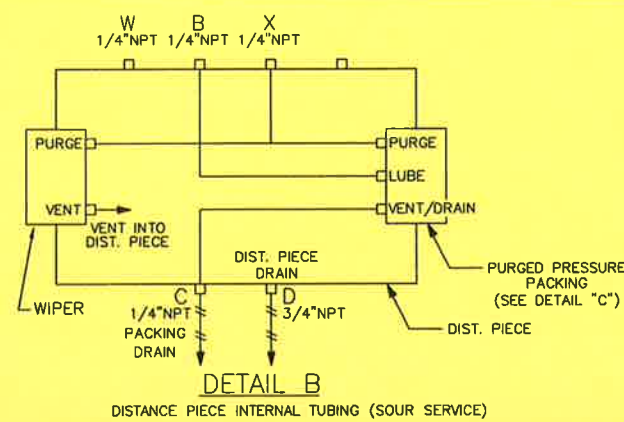 W B X
1/4"NPT 1/4"NPT 1/4"NPT
PURGE PURGE
LUBE
VENT VENT/DRAIN
VENT INTO
DIST. PIECE
DIST. PIECE
DRAIN
PURGED PRESSURE
PACKING
(SEE DETAIL "C")
WIPER
C D
1/4"NPT 3/4"NPT
PACKING
DRAIN
DIST. PIECE
DETAIL B
DISTANCE PIECE INTERNAL TUBING (SOUR SERVICE)